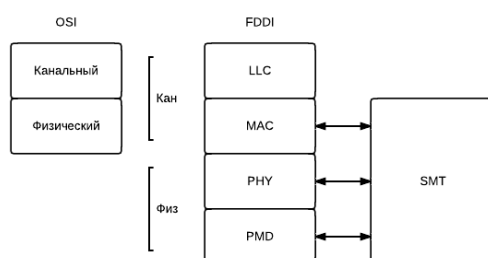 OSI
FDDI
Канальный
LLC
Кан
Физический
MAC
PHY
SMT
Физ
PMD